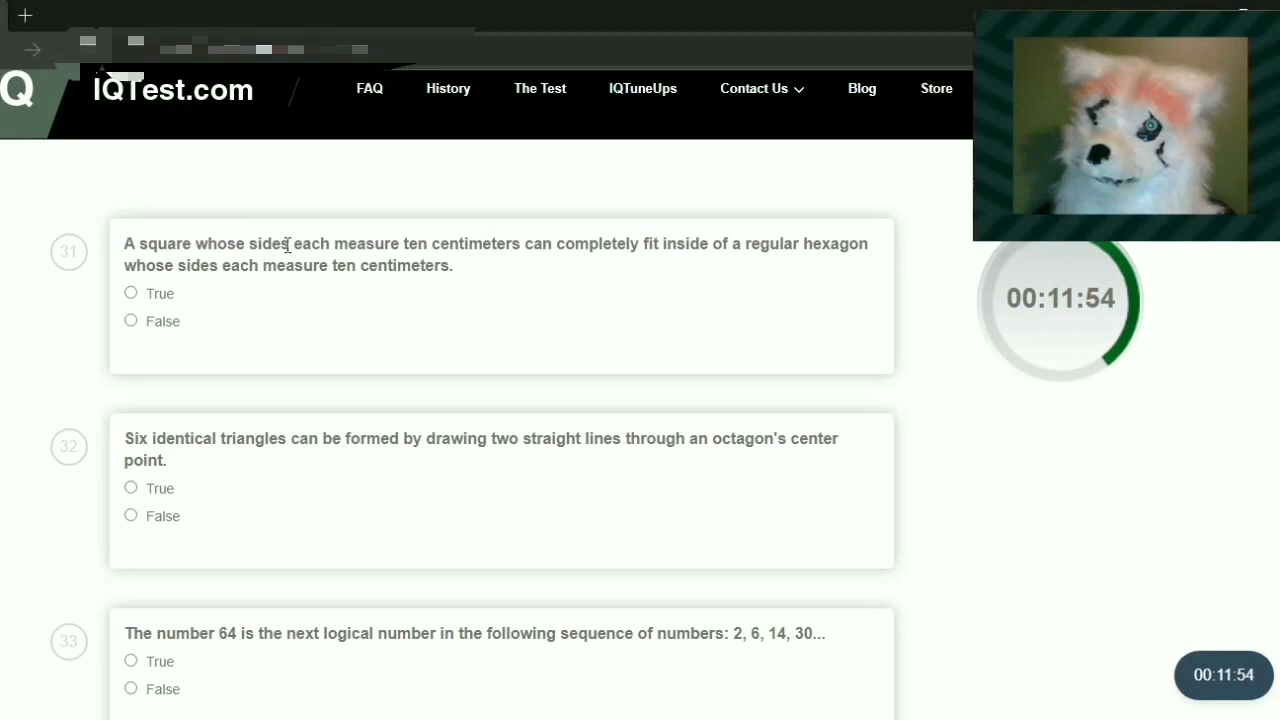 Q
IQTest.com
FAQ
History
The Test
IQTuneUps
Contact Us
Blog
Store
31
A square whose sides each measure ten centimeters can completely fit inside of a regular hexagon
whose sides each measure ten centimeters.
True
False
00:11:54
32
Six identical triangles can be formed by drawing two straight lines through an octagon's center
point.
True
False
33
The number 64 is the next logical number in the following sequence of numbers: 2, 6, 14, 30...
True
False
00:11:54